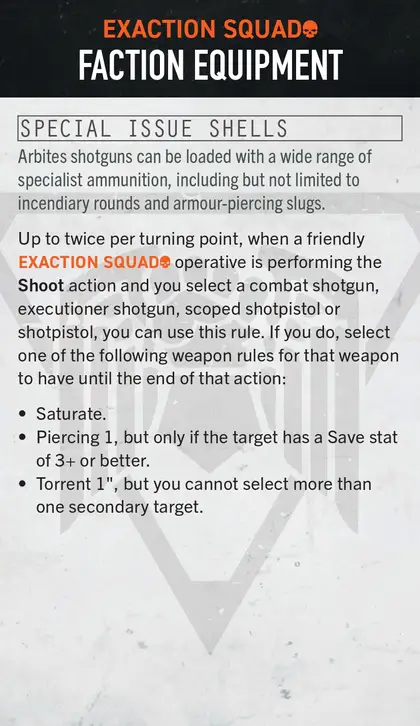 EXACTION SQUAD
FACTION EQUIPMENT
SPECIAL ISSUE SHELLS
Arbites shotguns can be loaded with a wide range of
specialist ammunition, including but not limited to
incendiary rounds and armour-piercing slugs.
Up to twice per turning point, when a friendly
EXACTION SQUAD operative is performing the
Shoot action and you select a combat shotgun,
executioner shotgun, scoped shotpistol or
shotpistol, you can use this rule. If you do, select
one of the following weapon rules for that weapon
to have until the end of that action:
• Saturate.
• Piercing 1, but only if the target has a Save stat
of 3+ or better.
• Torrent 1", but you cannot select more than
one secondary target.